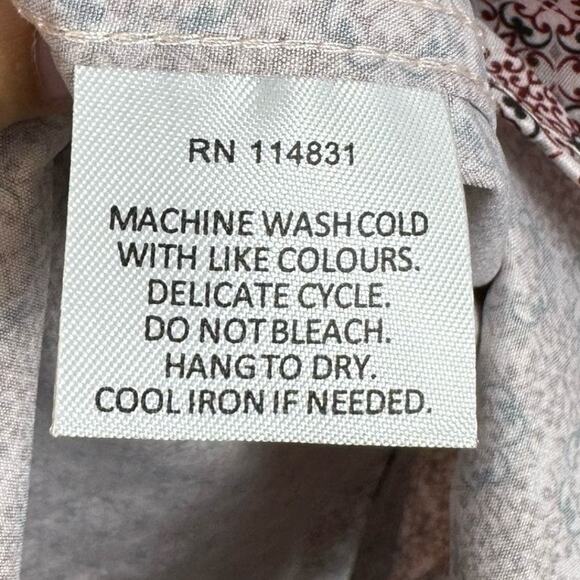 RN 114831
MACHINE WASH COLD
WITH LIKE COLOURS.
DELICATE CYCLE.
DO NOT BLEACH.
HANG TO DRY.
COOL IRON IF NEEDED.